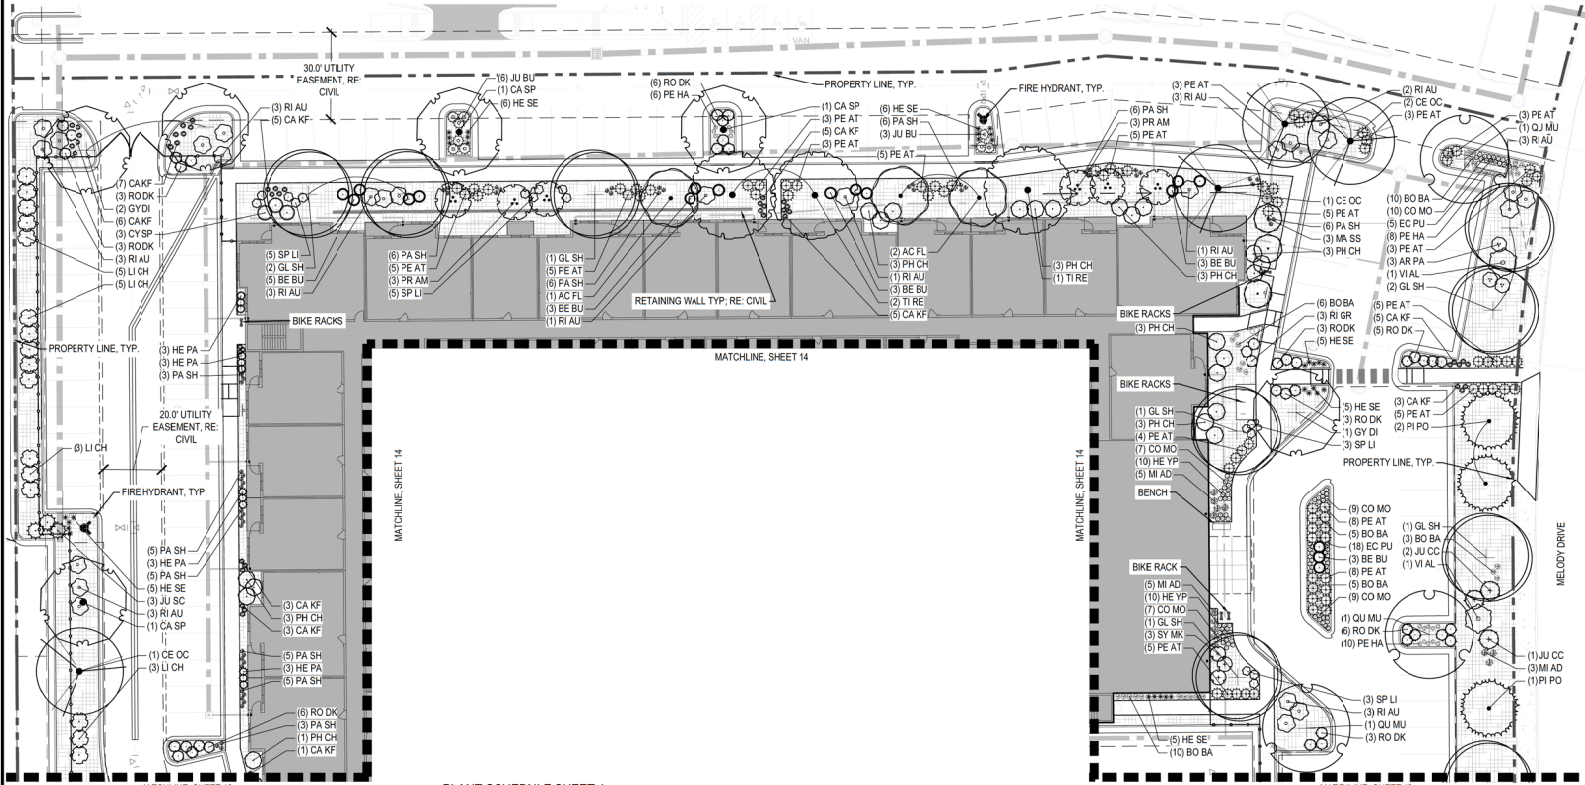 VAN
30.0' UTILITY
EASEMENT, RE:
CIVIL
(6) JU BU
(1) CA SP
(6) HE SE
(6) RO DK
(6) PE HA
PROPERTY LINE, TYP.
(1) CA SP
(3) PE AT
(5) CA KF
(3) PE AT
(6) HE SE
(6) PA SH
(3) JU BU
FIRE HYDRANT, TYP.
(3) PE AT
(3) RI AU
(2) RI AU
(2) CE OC
(3) PE AT
(3) PE AT
(1) QJ MU
(3) RI AU
(3) RI AU
(5) CA KF
(6) PA SH
(3) PR AM
(5) PE AT
(5) PE AT
(7) CAKF
(3) RODK
(2) GYDI
(6) CAKF
(3) CYSP
(3) RODK
(3) RI AU
(5) LI CH
(5) LI CH
(1) CE OC
(5) PE AT
(6) PA SH
(3) MA SS
(3) PH CH
(10) BO BA
(10) CO MO
(5) EC PU
(8) PE HA
(3) PE AT
(3) AR PA
(1) VI AL
(2) GL SH
(5) SP LI
(2) GL SH
(5) BE BU
(3) RI AU
(6) PA SH
(5) PE AT
(3) PR AM
(5) SP LI
(1) GL SH
(5) PE AT
(6) PA SH
(1) AC FL
(3) EE BU
(1) RI AU
RETAINING WALL TYP; RE: CIVIL
(2) AC FL
(3) PH CH
(1) RI AU
(3) BE BU
(2) TI RE
(5) CA KF
(3) PH CH
(1) TI RE
(1) RI AU
(3) BE BU
(3) PH CH
BIKE RACKS
BIKE RACKS
(3) PH CH
(6) BOBA
(3) RI GR
(3) RODK
(5) HESE
(5) PE AT
(5) CA KF
(5) RO DK
PROPERTY LINE, TYP.
(3) HE PA
(3) HE PA
(3) PA SH
MATCHLINE, SHEET 14
BIKE RACKS
20.0' UTILITY
EASEMENT, RE:
CIVIL
(3) LI CH
(1) GL SH
(3) PH CH
(4) PE AT
(7) CO MO
(10) HE YP
(5) MI AD
(5) HE SE
(3) RO DK
(1) GY DI
(3) SP LI
(3) CA KF
(5) PE AT
(2) PI PO
PROPERTY LINE, TYP.
MATCHLINE, SHEET 14
MATCHLINE, SHEET 14
BENCH
FIRE HYDRANT, TYP
(5) PA SH
(3) HE PA
(5) PA SH
(5) HE SE
(3) JU SC
(3) RI AU
(1) CA SP
(9) CO MO
(8) PE AT
(5) BO BA
(18) EC PU
(3) BE BU
(8) PE AT
(5) BO BA
(9) CO MO
(1) GL SH
(3) BO BA
(2) JU CC
(1) VI AL
MELODY DRIVE
BIKE RACK
(5) MI AD
(10) HE YP
(7) CO MO
(1) GL SH
(3) SY MK
(5) PE AT
(3) CA KF
(3) PH CH
(3) CA KF
(1) QU MU
(6) RO DK
(10) PE HA
(1) CE OC
(3) LI CH
(5) PA SH
(3) HE PA
(5) PA SH
(1) JU CC
(3) MI AD
(1) PI PO
(6) RO DK
(3) PA SH
(1) PH CH
(1) CA KF
(3) SP LI
(3) RI AU
(1) QU MU
(3) RO DK
(5) HE SE
(10) BO BA